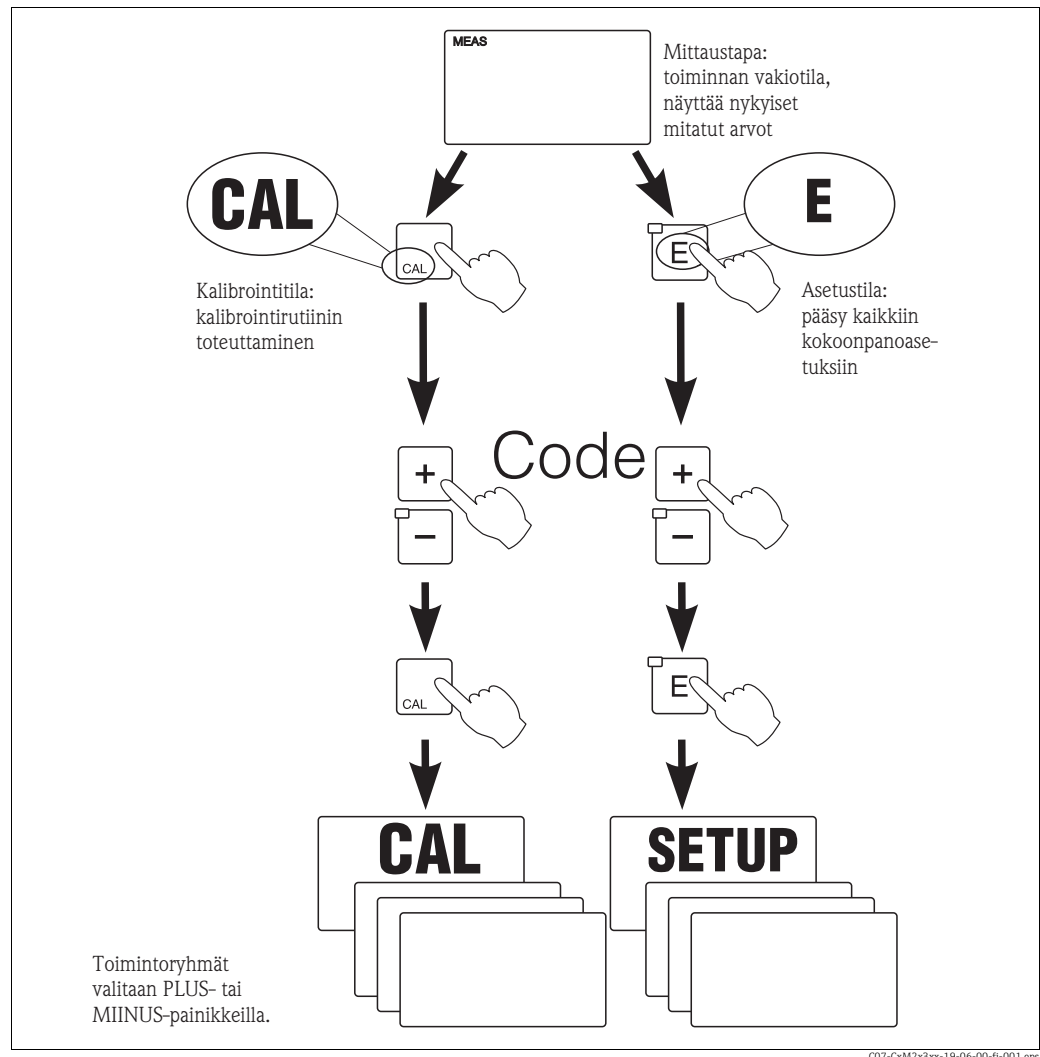 MEAS
Mittaustapa:
toiminnan vakiotila,
näyttää nykyiset
mitatut arvot
CAL
CAL
Kalibrointitila:
kalibrointirutiinin
toteuttaminen
E
E
Asetustila:
pääsy kaikkiin
kokoonpanoase-
tuksiin
Code
+
−
+
−
CAL
E
CAL
SETUP
Toimintoryhmät
valitaan PLUS- tai
MIINUS-painikkeilla.
C07-CxM2x3xx-19-06-00-fi-001.eps